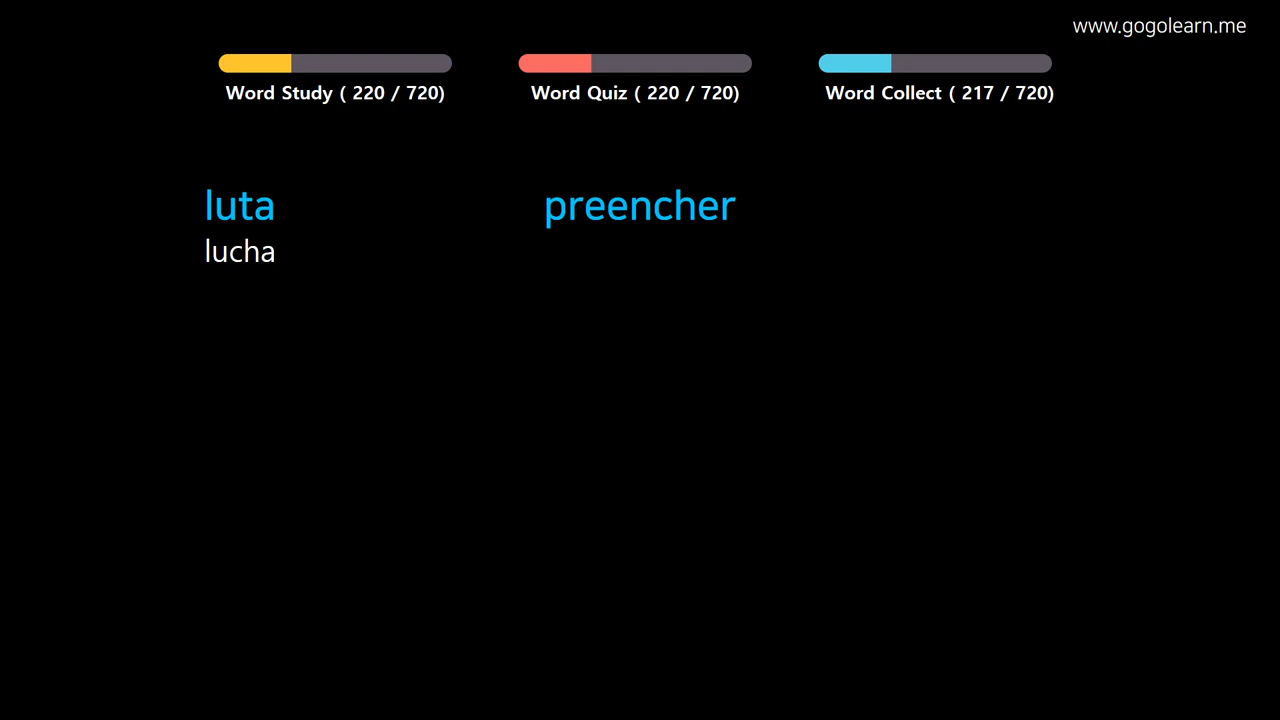 www.gogolearn.me
Word Study ( 220 / 720)
Word Quiz ( 220 / 720)
Word Collect ( 217 / 720)
luta
preencher
lucha